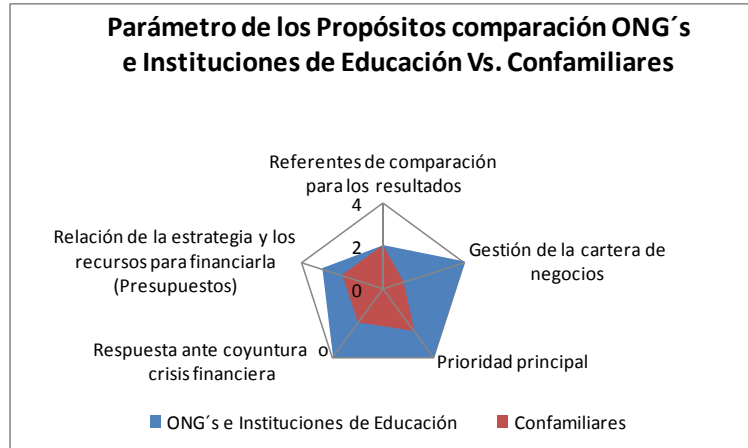 Parámetro de los Propósitos comparación ONG´s
e Instituciones de Educación Vs. Confamiliares
Referentes de comparación
para los resultados
4
2
0
Gestión de la cartera de
negocios
Relación de la estrategia y los
recursos para financiarla
(Presupuestos)
Respuesta ante coyuntura o
crisis financiera
Prioridad principal
ONG´s e Instituciones de Educación
Confamiliares